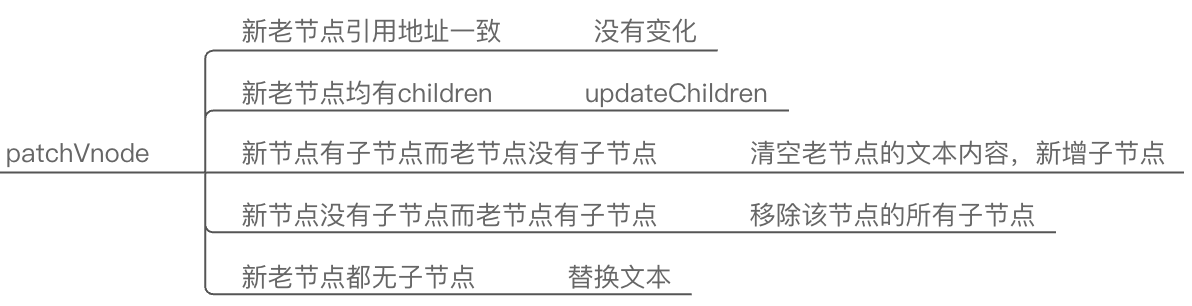 新老节点引用地址一致 没有变化
新老节点均有children updateChildren
patchVnode 新节点有子节点而老节点没有子节点 清空老节点的文本内容，新增子节点
新节点没有子节点而老节点有子节点 移除该节点的所有子节点
新老节点都无子节点 替换文本